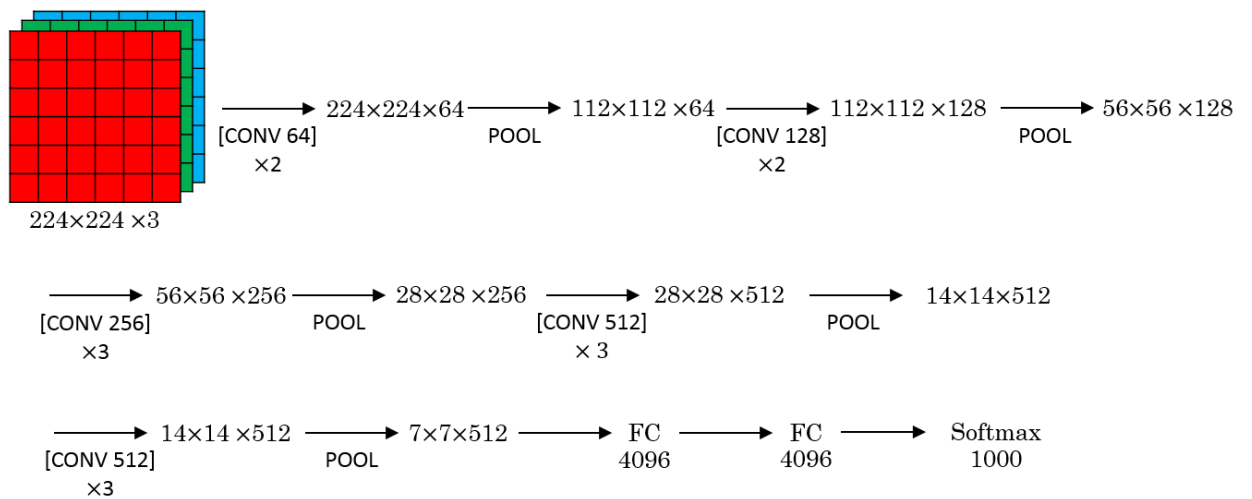 224×224×64 112×112 ×64 112×112 ×128 56×56 ×128
[CONV 64] POOL [CONV 128] POOL
×2 ×2
224×224 ×3
56×56 ×256 28×28 ×256 28×28 ×512 14×14×512
[CONV 256] POOL [CONV 512] POOL
×3 × 3
14×14 ×512 7×7×512 FC FC Softmax
[CONV 512] POOL 4096 4096 1000
×3